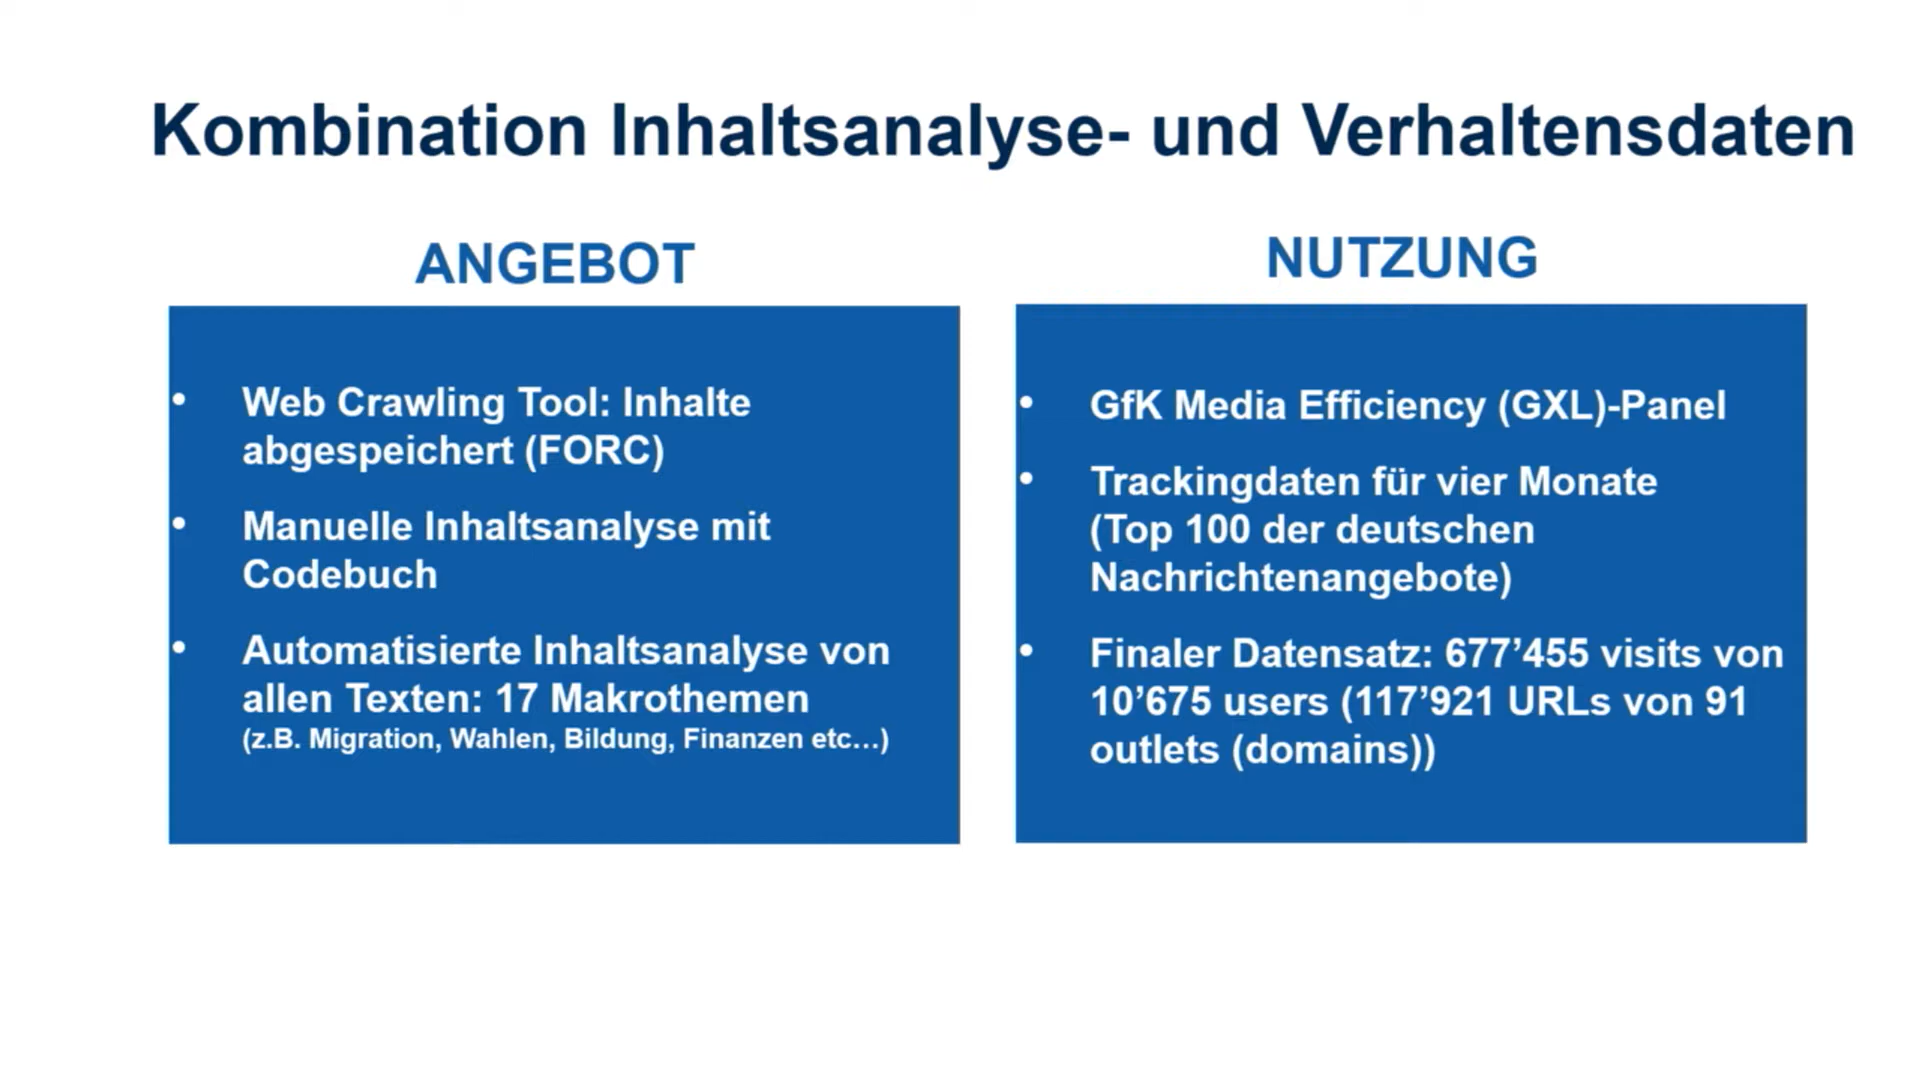 Kombination Inhaltsanalyse- und Verhaltensdaten
ANGEBOT
• Web Crawling Tool: Inhalte
abgespeichert (FORC)
• Manuelle Inhaltsanalyse mit
Codebuch
• Automatisierte Inhaltsanalyse von
allen Texten: 17 Makrothemen
(z.B. Migration, Wahlen, Bildung, Finanzen etc…)
NUTZUNG
• GfK Media Efficiency (GXL)-Panel
• Trackingdaten für vier Monate
(Top 100 der deutschen
Nachrichtenangebote)
• Finaler Datensatz: 677’455 visits von
10’675 users (117’921 URLs von 91
outlets (domains))